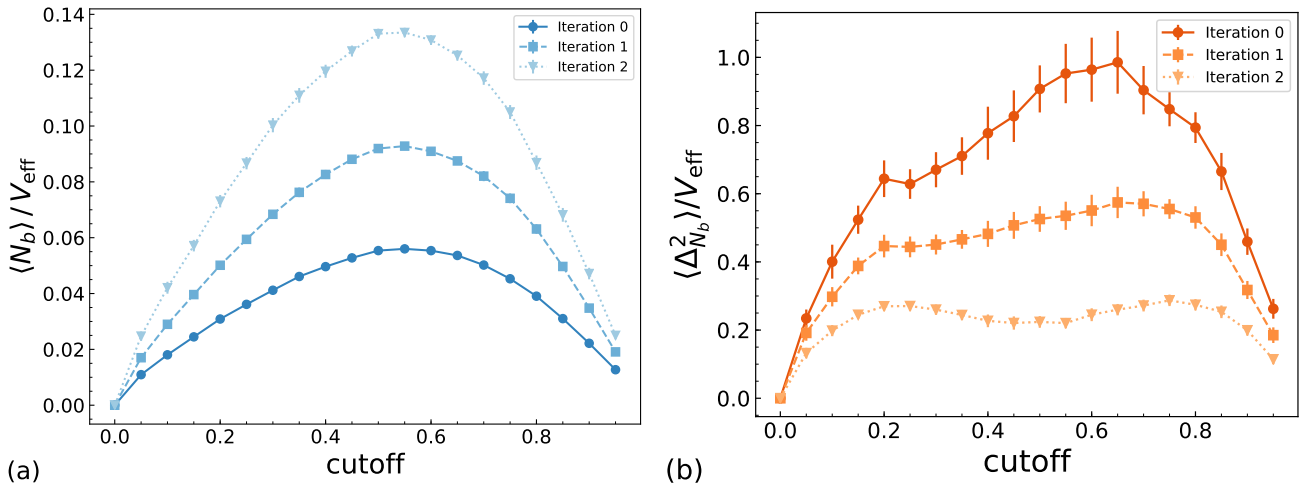 ⟨N_b⟩ / V_eff
0.14
0.12
0.10
0.08
0.06
0.04
0.02
0.00
0.0 0.2 0.4 0.6 0.8
cutoff
Iteration 0
Iteration 1
Iteration 2
(a)
⟨Δ²_{N_b}⟩/V_eff
1.0
0.8
0.6
0.4
0.2
0.0
0.0 0.2 0.4 0.6 0.8
cutoff
Iteration 0
Iteration 1
Iteration 2
(b)